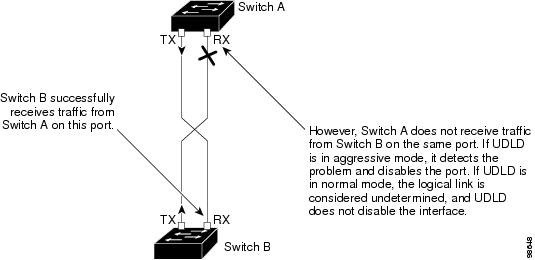 Switch A
TX
RX
Switch B successfully
receives traffic from
Switch A on this port.
However, Switch A does not receive traffic
from Switch B on the same port. If UDLD
is in aggressive mode, it detects the
problem and disables the port. If UDLD is
in normal mode, the logical link is
considered undetermined, and UDLD
does not disable the interface.
TX
RX
Switch B
98648